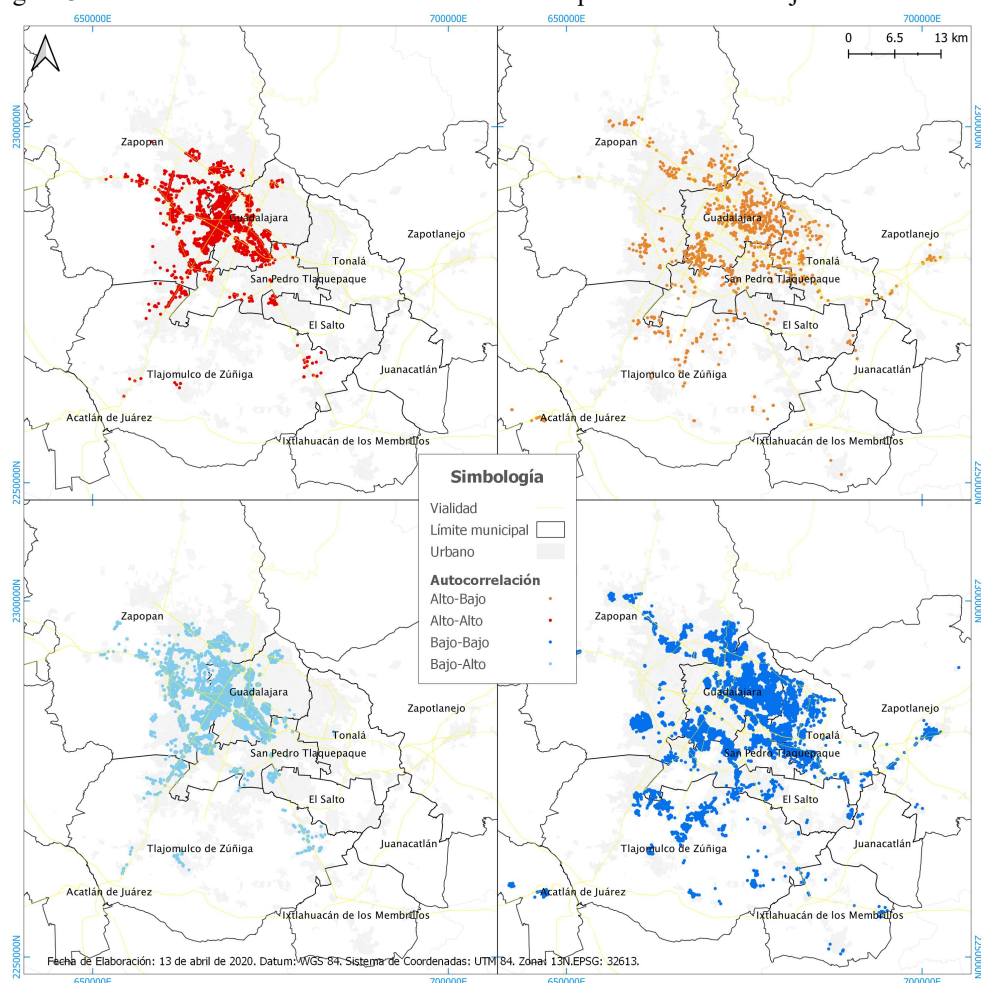 650000E
700000E
650000E
700000E
0 6.5 13 km
2300000N
2300000N
Zapopan
Guadalajara
Tonalá
San Pedro Tlaquepaque
El Salto
Zapotlanejo
Juanacatlán
Tlajomulco de Zúñiga
Acatlán de Juárez
Ixtlahuacán de los Membrillos
Zapopan
Guadalajara
Tonalá
San Pedro Tlaquepaque
El Salto
Zapotlanejo
Juanacatlán
Tlajomulco de Zúñiga
Acatlán de Juárez
Ixtlahuacán de los Membrillos
2250000N
2250000N
Simbología
Vialidad
Límite municipal
Urbano
Autocorrelación
Alto-Bajo
Alto-Alto
Bajo-Bajo
Bajo-Alto
2300000N
2300000N
Zapopan
Guadalajara
Tonalá
San Pedro Tlaquepaque
El Salto
Zapotlanejo
Juanacatlán
Tlajomulco de Zúñiga
Acatlán de Juárez
Ixtlahuacán de los Membrillos
Zapopan
Guadalajara
Tonalá
San Pedro Tlaquepaque
El Salto
Zapotlanejo
Juanacatlán
Tlajomulco de Zúñiga
Acatlán de Juárez
Ixtlahuacán de los Membrillos
2250000N
2250000N
Fecha de Elaboración: 13 de abril de 2020. Datum: WGS 84. Sistema de Coordenadas: UTM 84. Zona: 13N.EPSG: 32613.
650000E
700000E
650000E
700000E